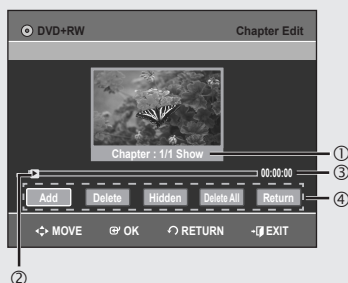 DVD+RW Chapter Edit
Chapter : 1/1 Show
①
00:00:00 ③
Add Delete Hidden Delete All Return ④
MOVE OK RETURN EXIT
②